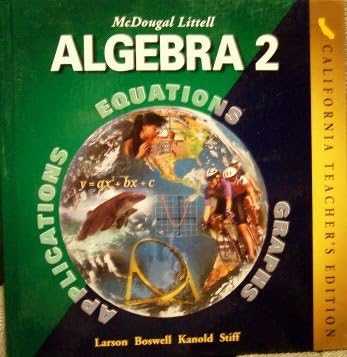 McDougal Littell
ALGEBRA 2
APPLICATIONS
EQUATIONS
GRAPHS
y = ax² + bx + c
CALIFORNIA TEACHER'S EDITION
Larson Boswell Kanold Stiff